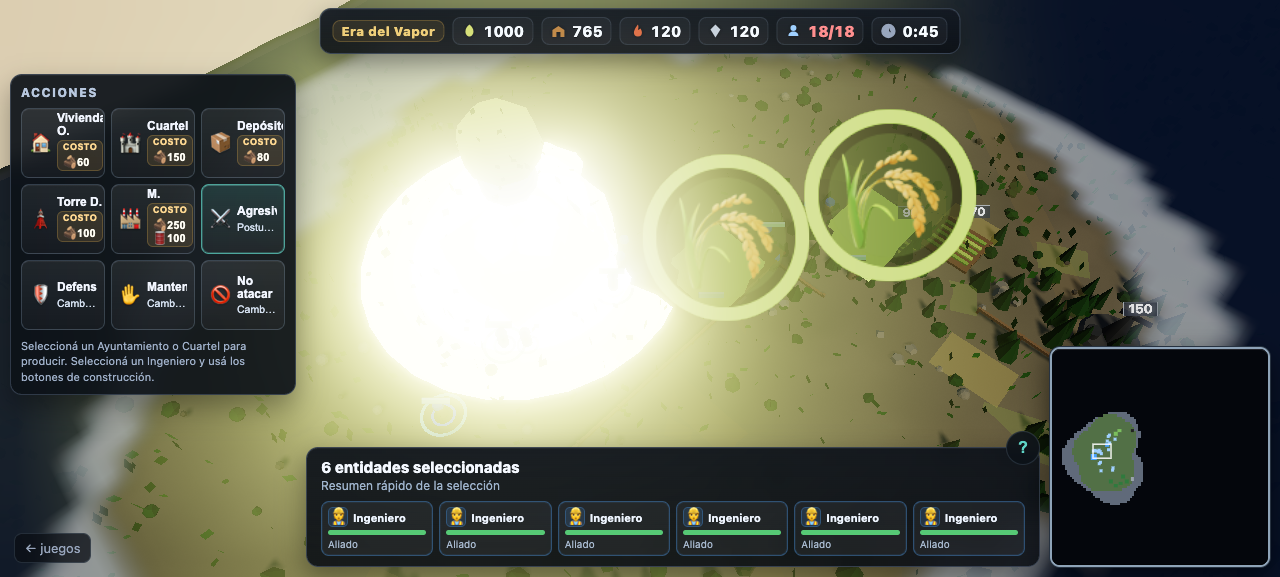 Era del Vapor 1000 765 120 120 18/18 0:45
ACCIONES
Vivienda O.
COSTO
60
Cuartel
COSTO
150
Depósit
COSTO
80
Torre D.
COSTO
100
M.
COSTO
250
100
Agresiv
Postu...
Defens
Camb...
Manten
Camb...
No atacar
Camb...
Seleccioná un Ayuntamiento o Cuartel para
producir. Seleccioná un Ingeniero y usá los
botones de construcción.
150
?
6 entidades seleccionadas
Resumen rápido de la selección
Ingeniero Ingeniero Ingeniero Ingeniero Ingeniero Ingeniero
Aliado Aliado Aliado Aliado Aliado Aliado
← juegos